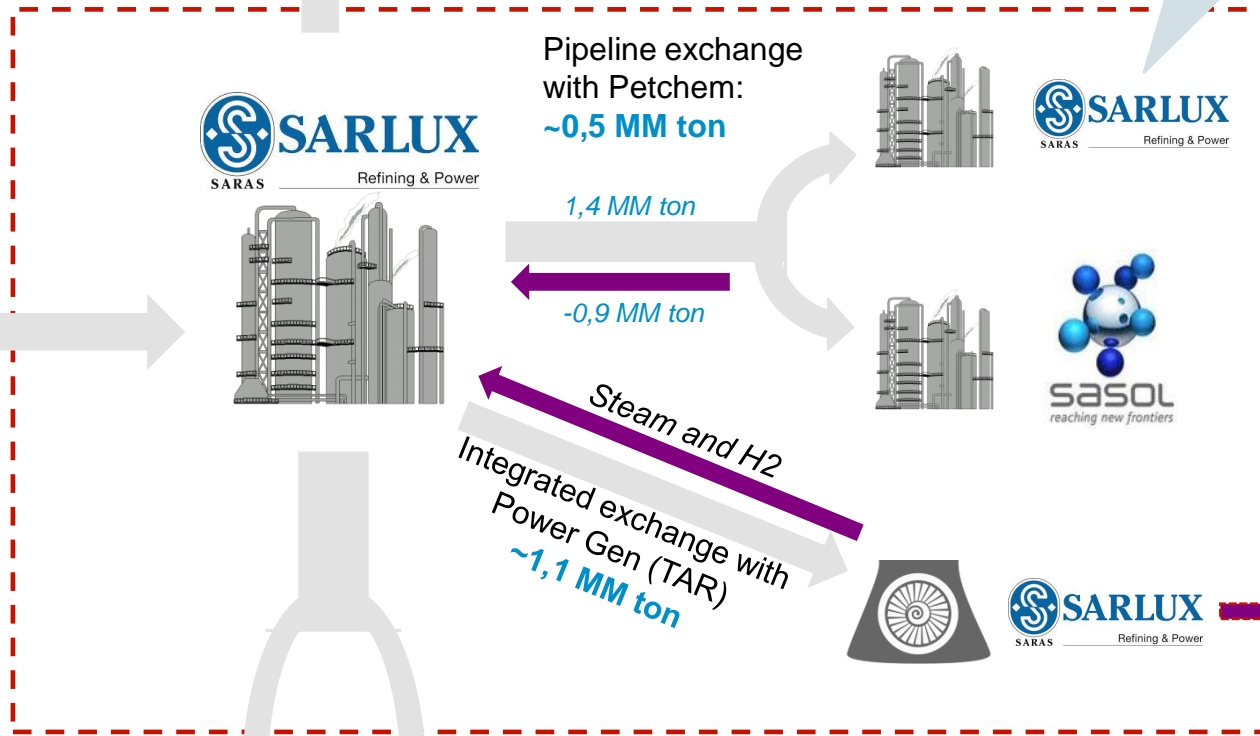 Pipeline exchange
with Petchem:
~0,5 MM ton
SARLUX
SARAS
Refining & Power
SARLUX
SARAS
Refining & Power
1,4 MM ton
-0,9 MM ton
sasol
reaching new frontiers
Steam and H2
Integrated exchange with
Power Gen (TAR)
~1,1 MM ton
SARLUX
SARAS
Refining & Power